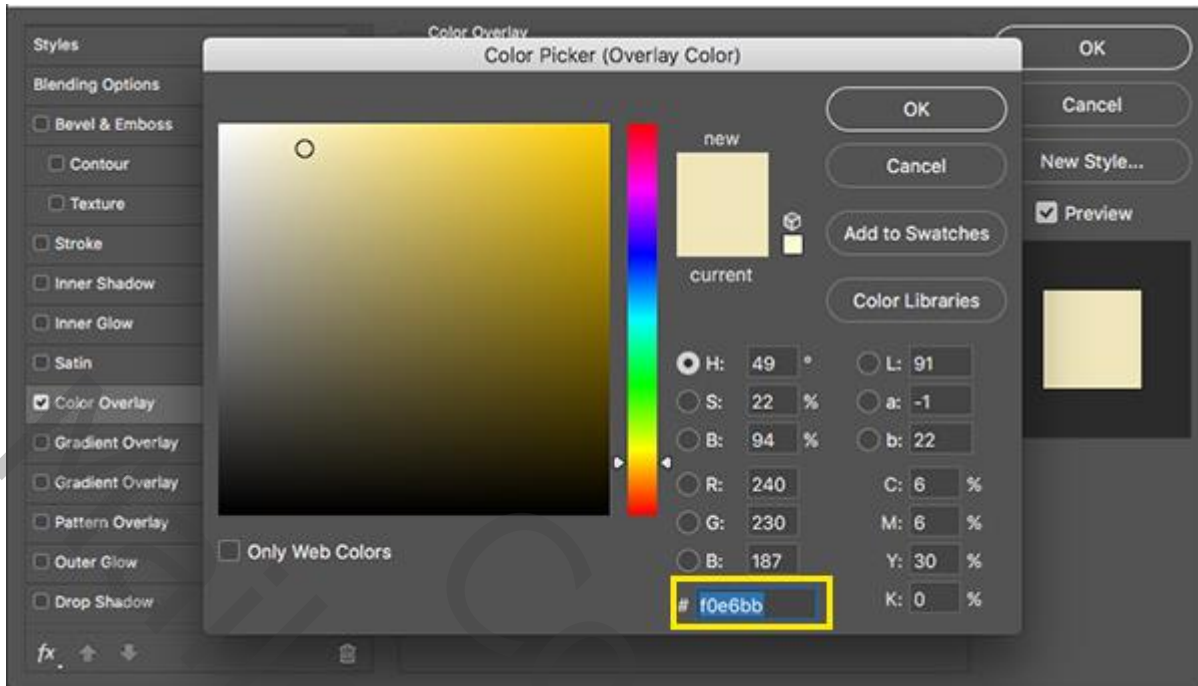 Styles
Blending Options
Bevel & Emboss
Contour
Texture
Stroke
Inner Shadow
Inner Glow
Satin
Color Overlay
Gradient Overlay
Gradient Overlay
Pattern Overlay
Outer Glow
Drop Shadow
fx
Color Overlay
Color Picker (Overlay Color)
new
current
Only Web Colors
OK
Cancel
Add to Swatches
Color Libraries
H: 49 °
S: 22 %
B: 94 %
R: 240
G: 230
B: 187
# f0e6bb
L: 91
a: -1
b: 22
C: 6 %
M: 6 %
Y: 30 %
K: 0 %
OK
Cancel
New Style...
Preview